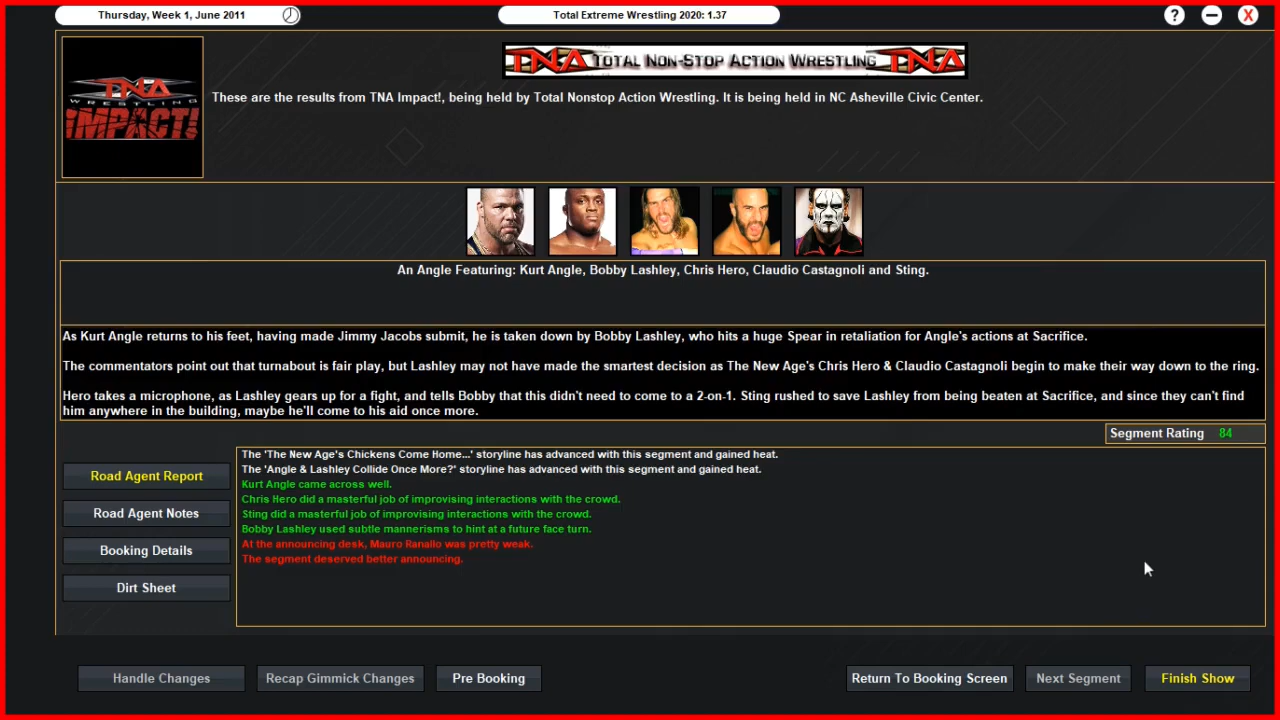 Thursday, Week 1, June 2011
Total Extreme Wrestling 2020: 1.37
?
X
TNA TOTAL NON-STOP ACTION WRESTLING TNA
TNA
WRESTLING
iMPACT!
These are the results from TNA Impact!, being held by Total Nonstop Action Wrestling. It is being held in NC Asheville Civic Center.
An Angle Featuring: Kurt Angle, Bobby Lashley, Chris Hero, Claudio Castagnoli and Sting.
As Kurt Angle returns to his feet, having made Jimmy Jacobs submit, he is taken down by Bobby Lashley, who hits a huge Spear in retaliation for Angle's actions at Sacrifice.
The commentators point out that turnabout is fair play, but Lashley may not have made the smartest decision as The New Age's Chris Hero & Claudio Castagnoli begin to make their way down to the ring.
Hero takes a microphone, as Lashley gears up for a fight, and tells Bobby that this didn't need to come to a 2-on-1. Sting rushed to save Lashley from being beaten at Sacrifice, and since they can't find
him anywhere in the building, maybe he'll come to his aid once more.
Segment Rating 84
The 'The New Age's Chickens Come Home...' storyline has advanced with this segment and gained heat.
The 'Angle & Lashley Collide Once More?' storyline has advanced with this segment and gained heat.
Kurt Angle came across well.
Chris Hero did a masterful job of improvising interactions with the crowd.
Sting did a masterful job of improvising interactions with the crowd.
Bobby Lashley used subtle mannerisms to hint at a future face turn.
At the announcing desk, Mauro Ranallo was pretty weak.
The segment deserved better announcing.
Road Agent Report
Road Agent Notes
Booking Details
Dirt Sheet
Handle Changes
Recap Gimmick Changes
Pre Booking
Return To Booking Screen
Next Segment
Finish Show